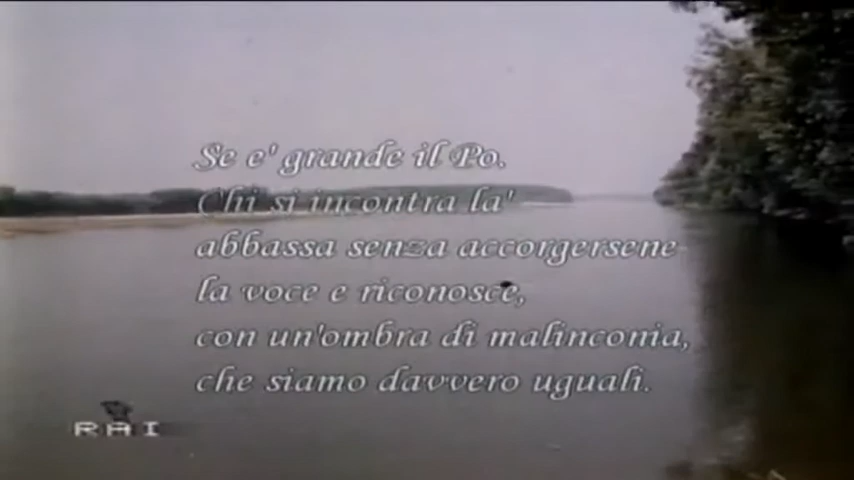 Se e' grande il Po.
Chi si incontra la'
abbassa senza accorgersene
la voce e riconosce,
con un'ombra di malinconia,
che siamo davvero uguali.
RAI